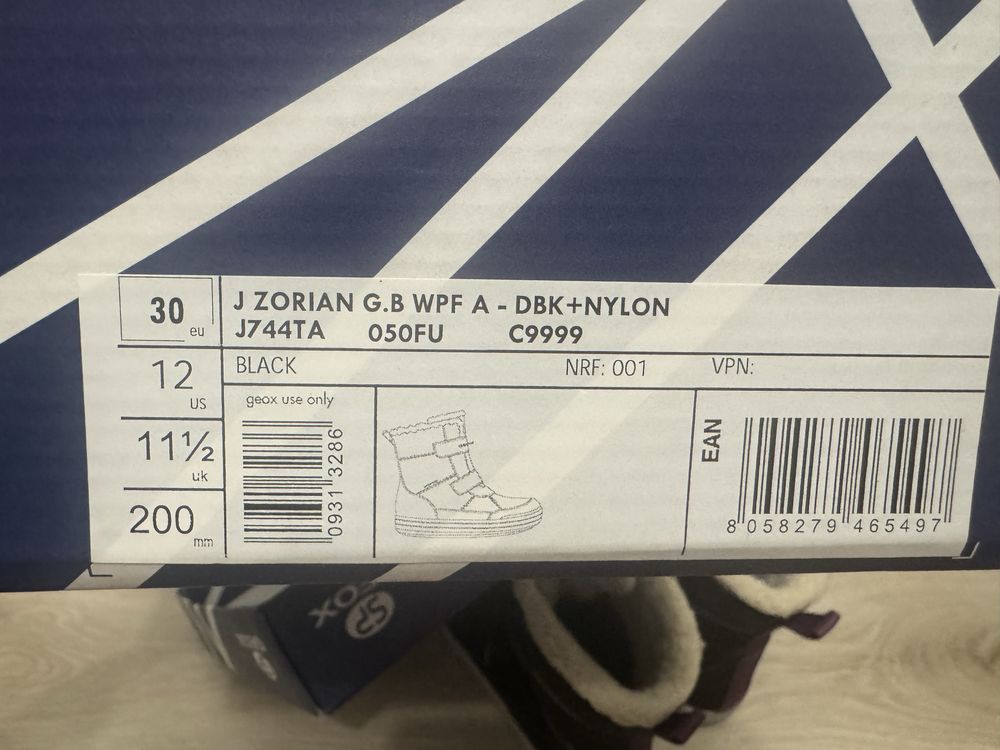 30 eu
J ZORIAN G.B WPF A - DBK+NYLON
J744TA 050FU C9999
12 US
BLACK NRF: 001 VPN:
11½ uk
200 mm
geox use only
0931 3286
EAN
8 058279 465497
OX